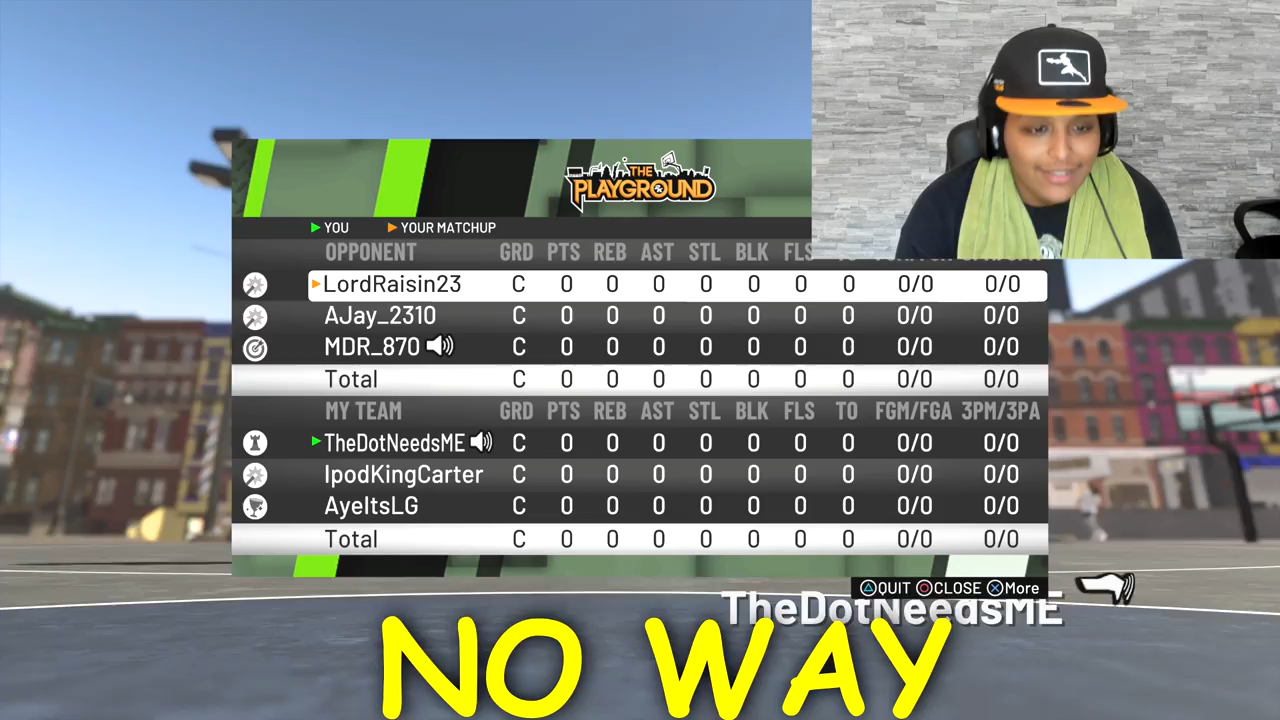 THE
PLAYGROUND
YOU YOUR MATCHUP
OPPONENT GRD PTS REB AST STL BLK FLS
LordRaisin23 C 0 0 0 0 0 0 0 0/0 0/0
AJay_2310 C 0 0 0 0 0 0 0 0/0 0/0
MDR_870 C 0 0 0 0 0 0 0 0/0 0/0
Total C 0 0 0 0 0 0 0 0/0 0/0
MY TEAM GRD PTS REB AST STL BLK FLS TO FGM/FGA 3PM/3PA
TheDotNeedsME C 0 0 0 0 0 0 0 0/0 0/0
IpodKingCarter C 0 0 0 0 0 0 0 0/0 0/0
AyeItsLG C 0 0 0 0 0 0 0 0/0 0/0
Total C 0 0 0 0 0 0 0 0/0 0/0
QUIT CLOSE More
TheDotNeedsME
NO WAY